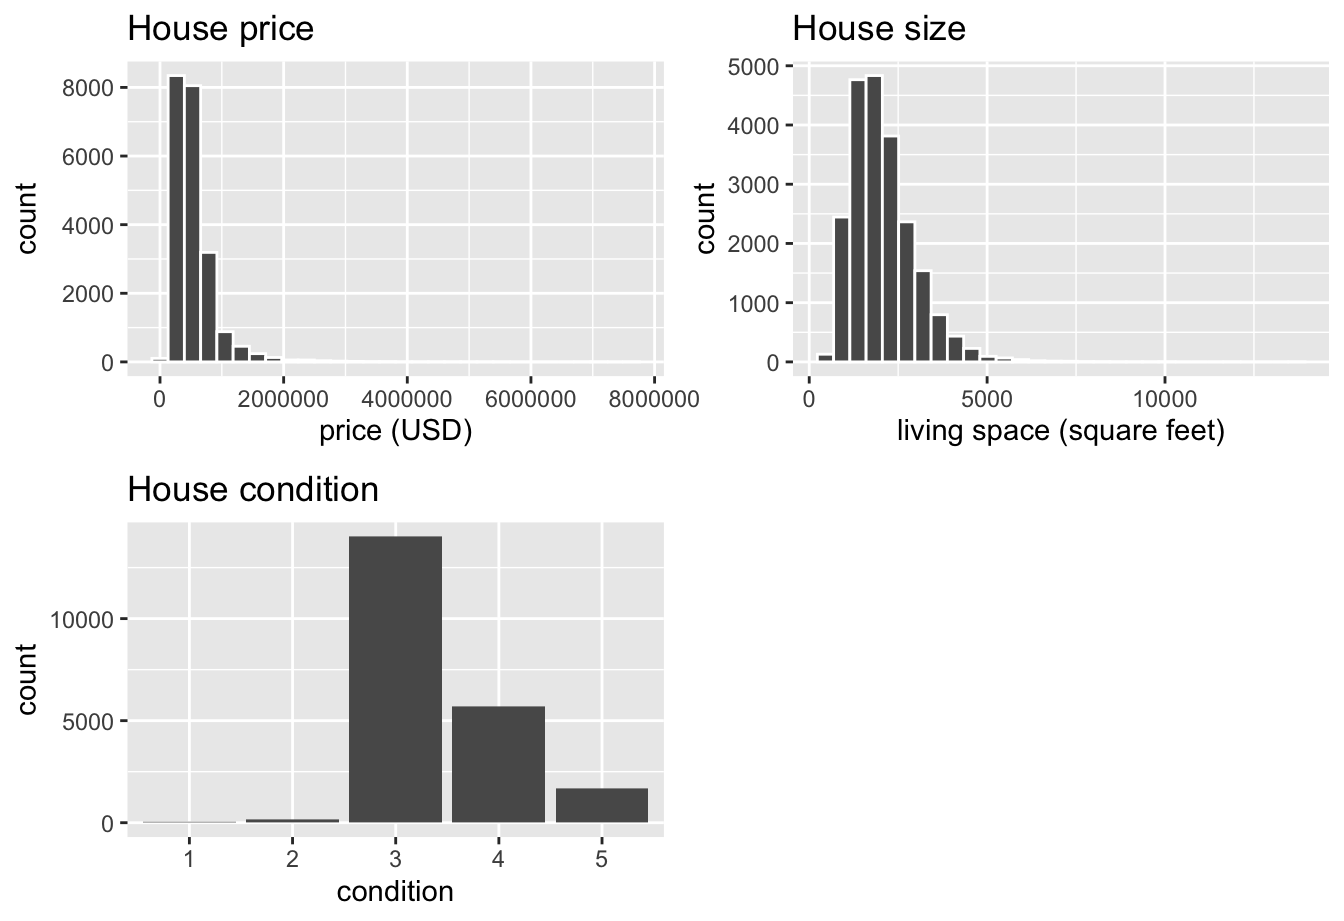 House price
8000
6000
4000
2000
0
count
0 2000000 4000000 6000000 8000000
price (USD)
House size
5000
4000
3000
2000
1000
0
count
0 5000 10000
living space (square feet)
House condition
10000
5000
0
count
1 2 3 4 5
condition